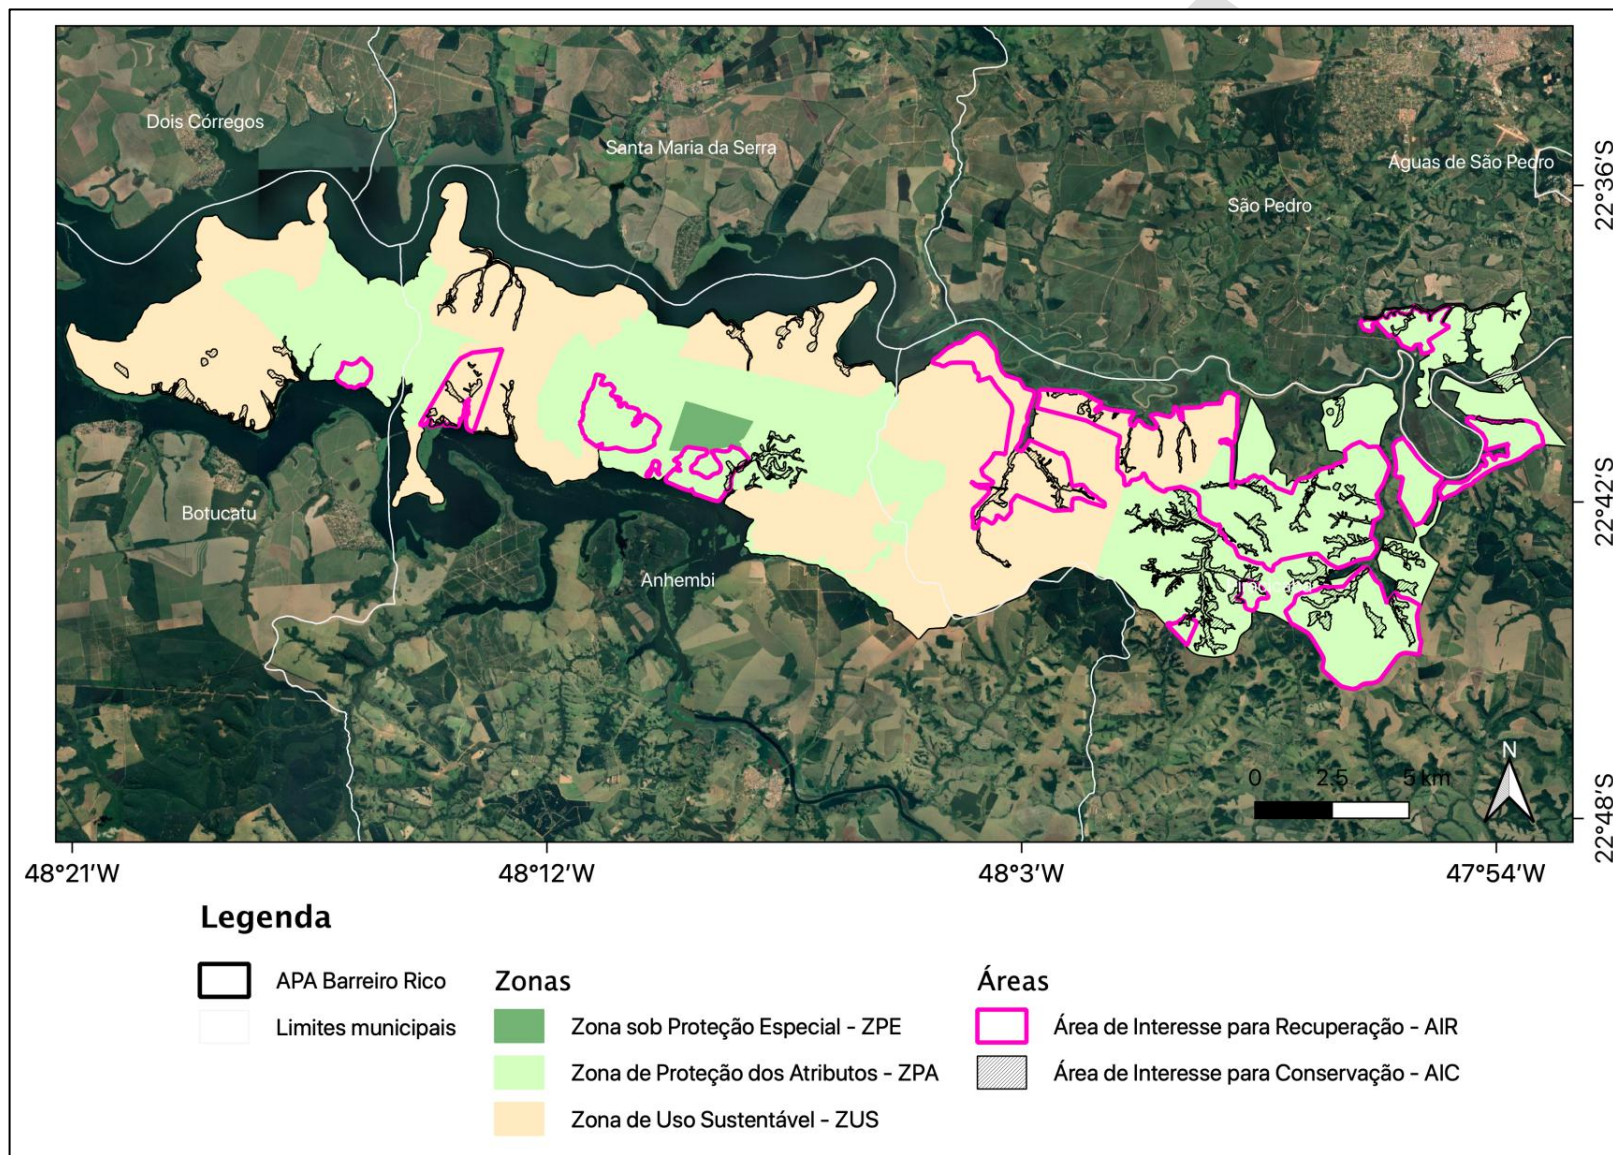 Dois Córregos
Santa Maria da Serra
Águas de São Pedro
São Pedro
Botucatu
Anhembi
22°36'S
22°42'S
22°48'S
N
0 2.5 5 km
48°21'W 48°12'W 48°3'W 47°54'W
Legenda
APA Barreiro Rico
Limites municipais
Zonas
Zona sob Proteção Especial - ZPE
Zona de Proteção dos Atributos - ZPA
Zona de Uso Sustentável - ZUS
Áreas
Área de Interesse para Recuperação - AIR
Área de Interesse para Conservação - AIC